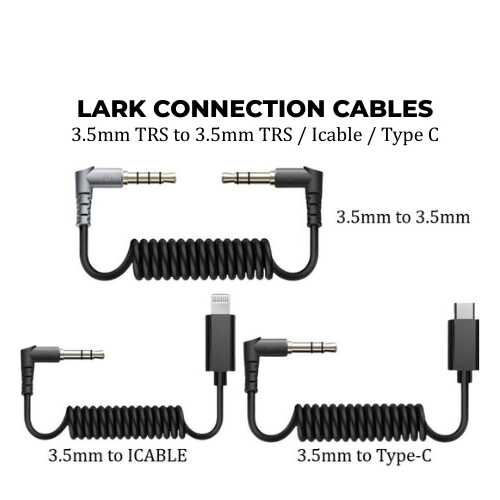 LARK CONNECTION CABLES
3.5mm TRS to 3.5mm TRS / Icable / Type C
3.5mm to 3.5mm
3.5mm to ICABLE
3.5mm to Type-C